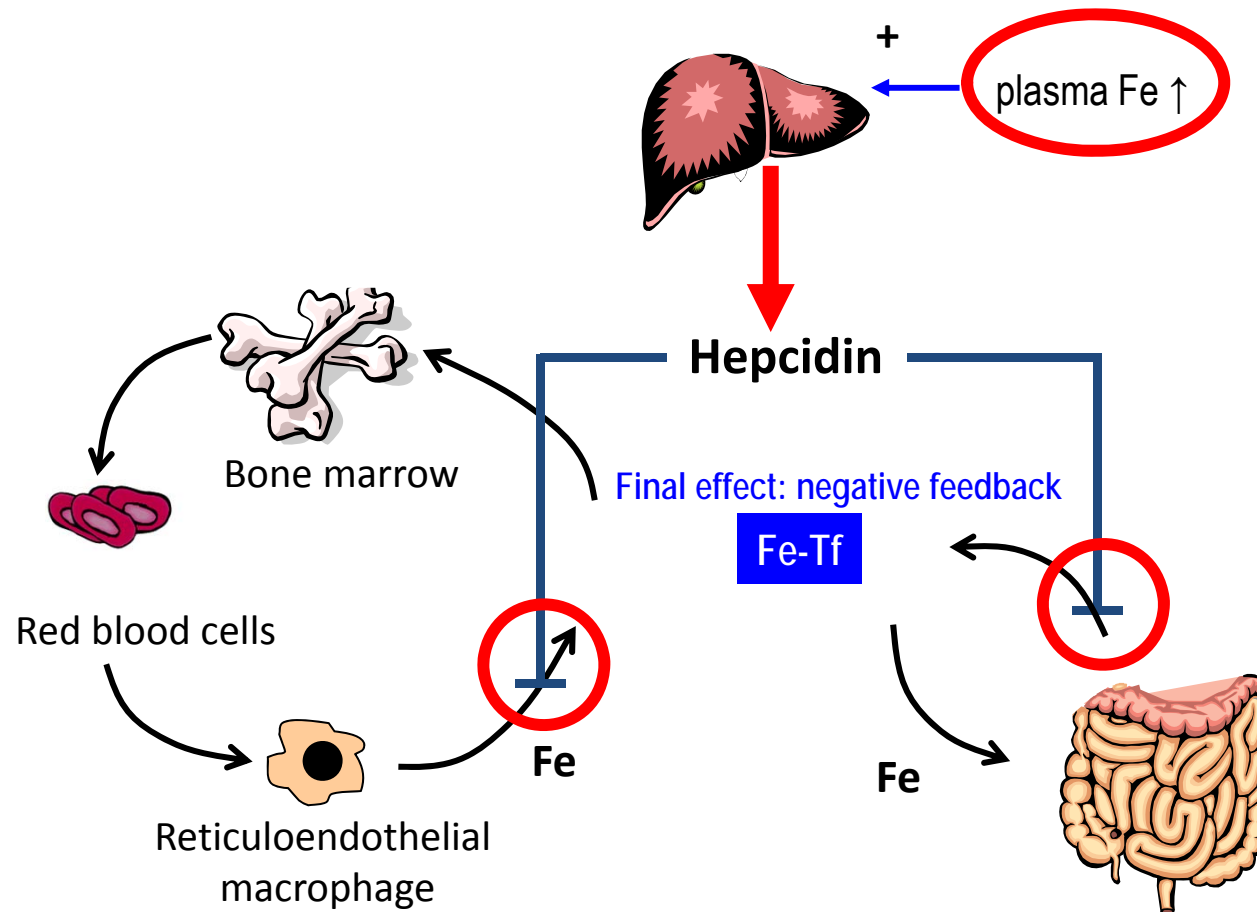 +
plasma Fe ↑
Hepcidin
Bone marrow
Final effect: negative feedback
Fe-Tf
Red blood cells
Fe
Fe
Reticuloendothelial
macrophage